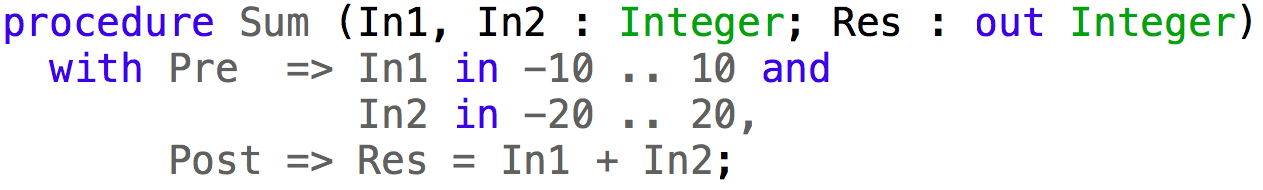 procedure Sum (In1, In2 : Integer; Res : out Integer)
  with Pre  => In1 in -10 .. 10 and
               In2 in -20 .. 20,
       Post => Res = In1 + In2;